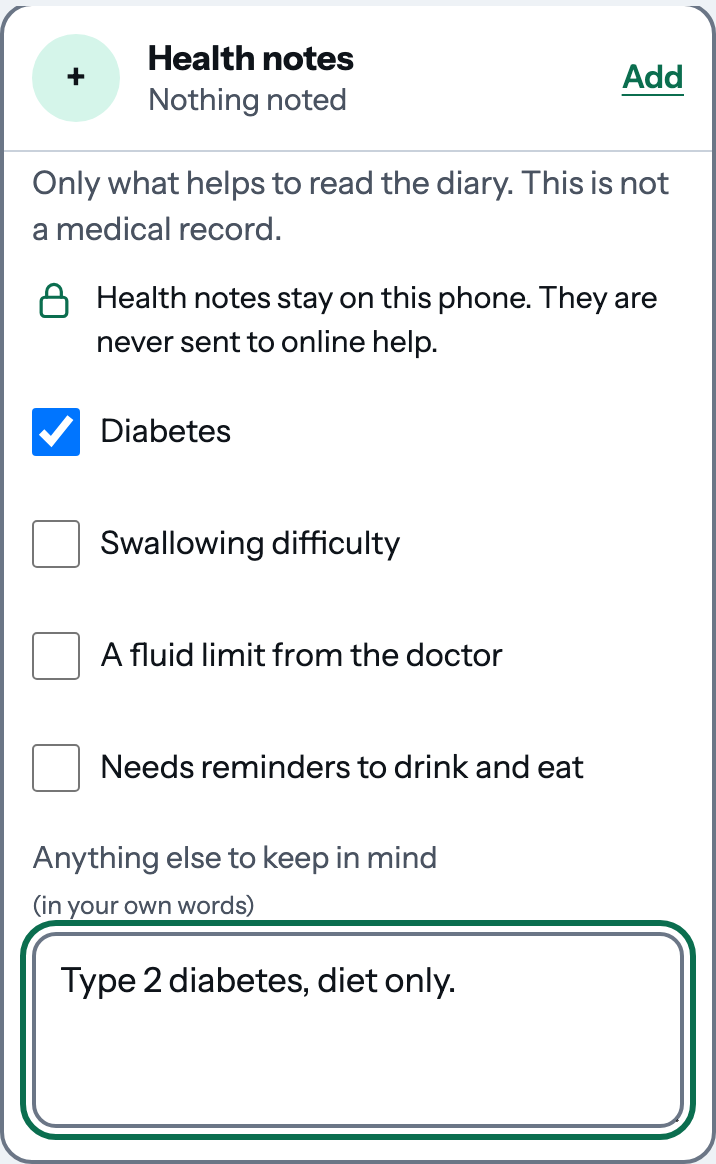 +
Health notes
Nothing noted
Add
Only what helps to read the diary. This is not
a medical record.
Health notes stay on this phone. They are
never sent to online help.
Diabetes
Swallowing difficulty
A fluid limit from the doctor
Needs reminders to drink and eat
Anything else to keep in mind
(in your own words)
Type 2 diabetes, diet only.